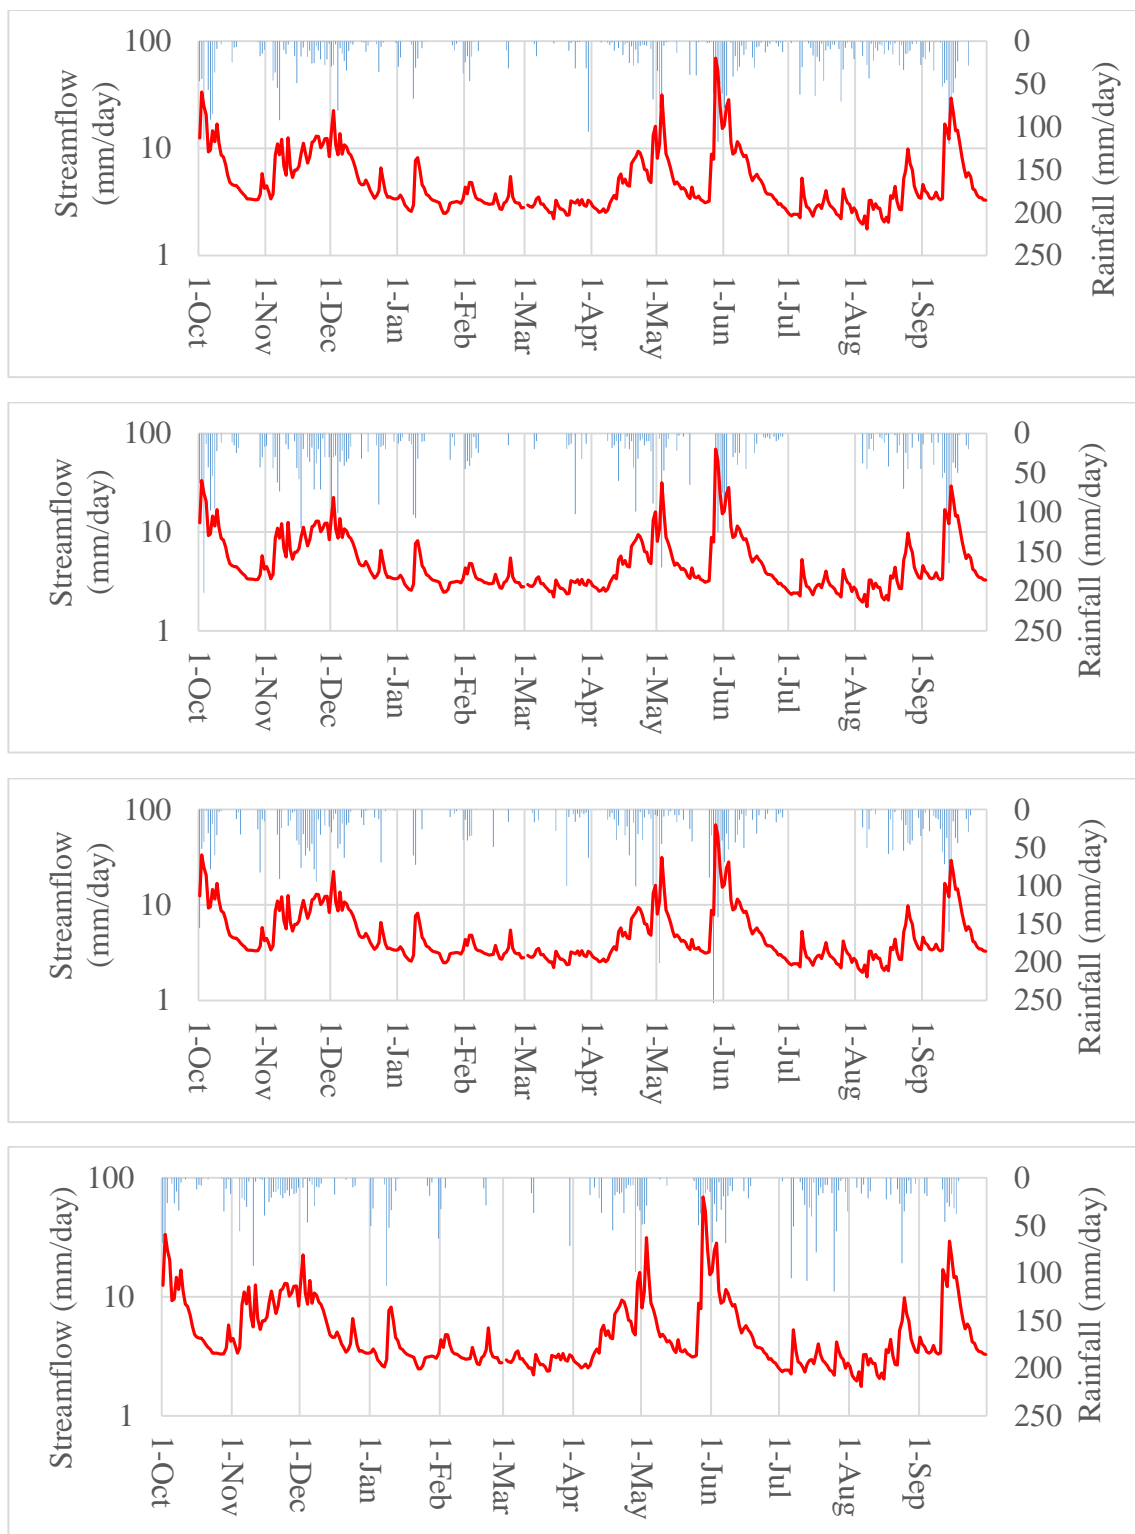 100
10
1
Streamflow
(mm/day)
0
50
100
150
200
250
Rainfall (mm/day)
1-Oct
1-Nov
1-Dec
1-Jan
1-Feb
1-Mar
1-Apr
1-May
1-Jun
1-Jul
1-Aug
1-Sep
100
10
1
Streamflow
(mm/day)
0
50
100
150
200
250
Rainfall (mm/day)
1-Oct
1-Nov
1-Dec
1-Jan
1-Feb
1-Mar
1-Apr
1-May
1-Jun
1-Jul
1-Aug
1-Sep
100
10
1
Streamflow
(mm/day)
0
50
100
150
200
250
Rainfall (mm/day)
1-Oct
1-Nov
1-Dec
1-Jan
1-Feb
1-Mar
1-Apr
1-May
1-Jun
1-Jul
1-Aug
1-Sep
100
10
1
Streamflow (mm/day)
0
50
100
150
200
250
Rainfall (mm/day)
1-Oct
1-Nov
1-Dec
1-Jan
1-Feb
1-Mar
1-Apr
1-May
1-Jun
1-Jul
1-Aug
1-Sep